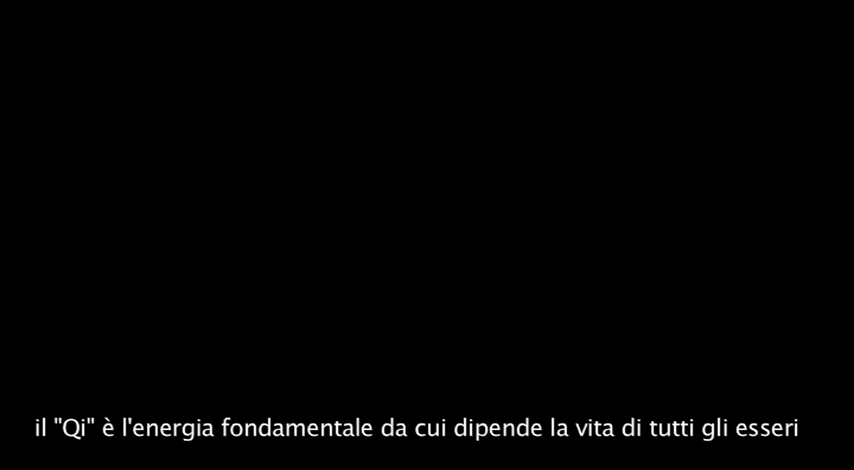 il "Qi" è l'energia fondamentale da cui dipende la vita di tutti gli esseri